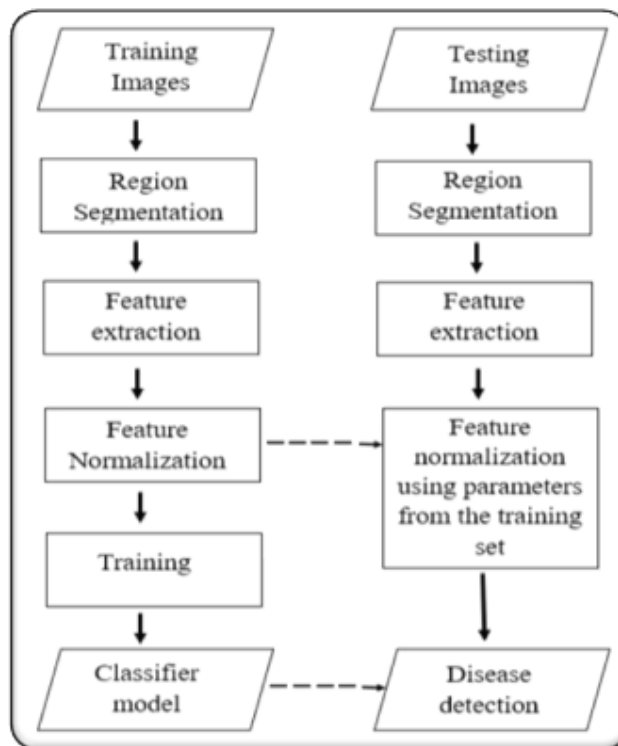 Training
Images
Region
Segmentation
Feature
extraction
Feature
Normalization
Training
Classifier
model
Testing
Images
Region
Segmentation
Feature
extraction
Feature
normalization
using parameters
from the training
set
Disease
detection